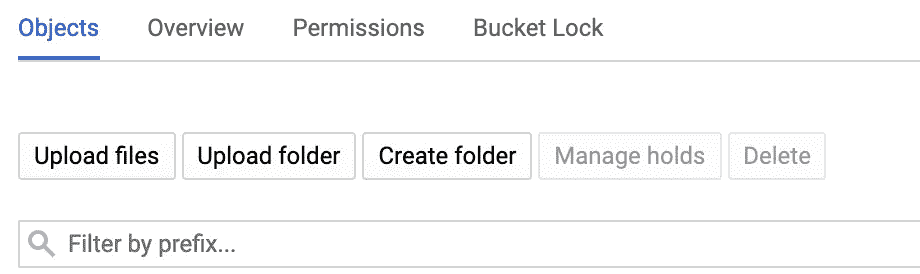 Objects Overview Permissions Bucket Lock
Upload files Upload folder Create folder Manage holds Delete
Filter by prefix...